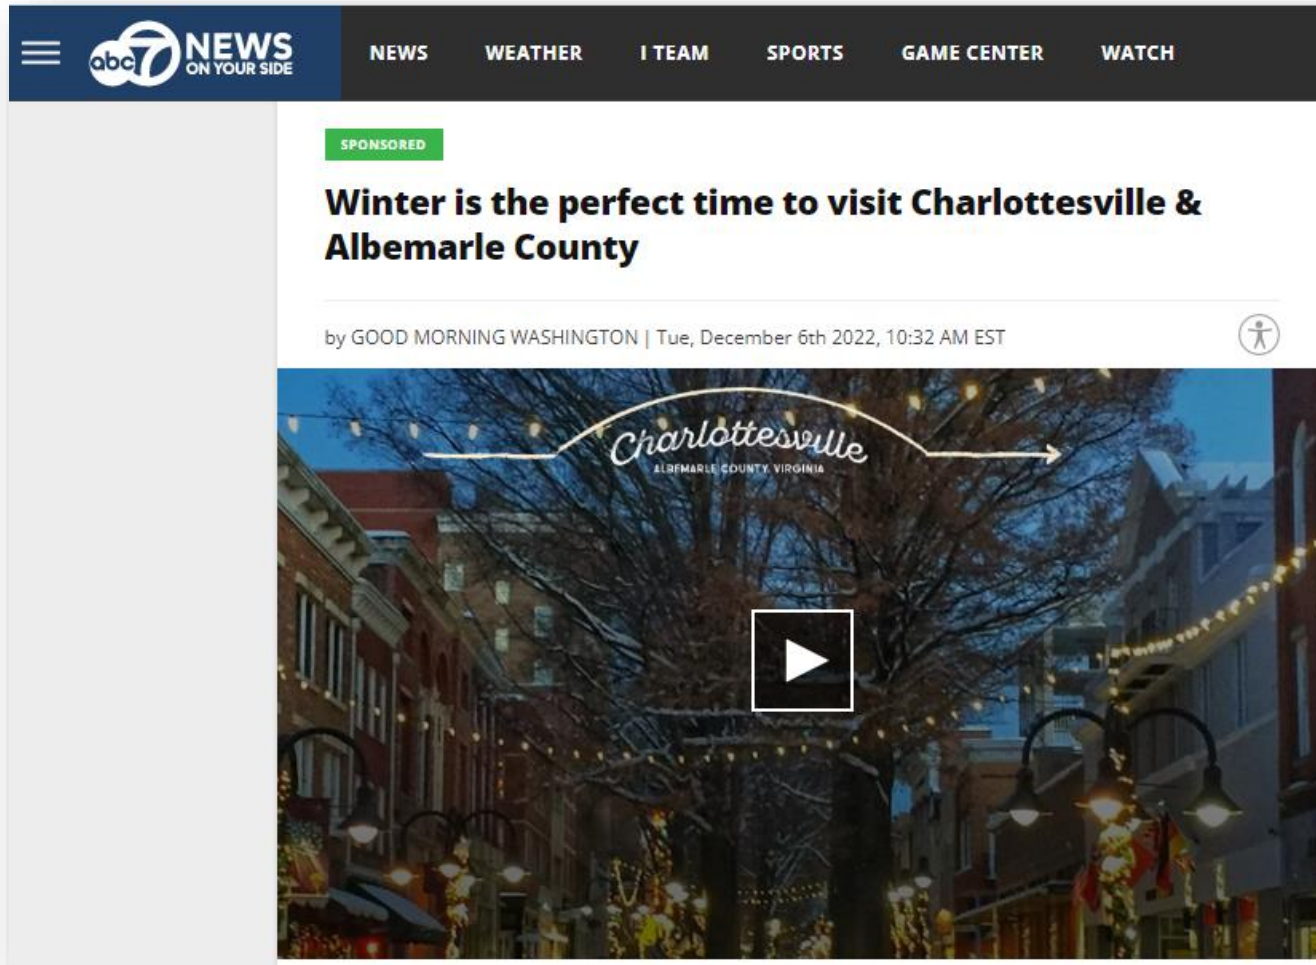 abc 7 NEWS
ON YOUR SIDE
NEWS WEATHER I TEAM SPORTS GAME CENTER WATCH
SPONSORED
Winter is the perfect time to visit Charlottesville &
Albemarle County
by GOOD MORNING WASHINGTON | Tue, December 6th 2022, 10:32 AM EST
Charlottesville
ALBEMARLE COUNTY, VIRGINIA